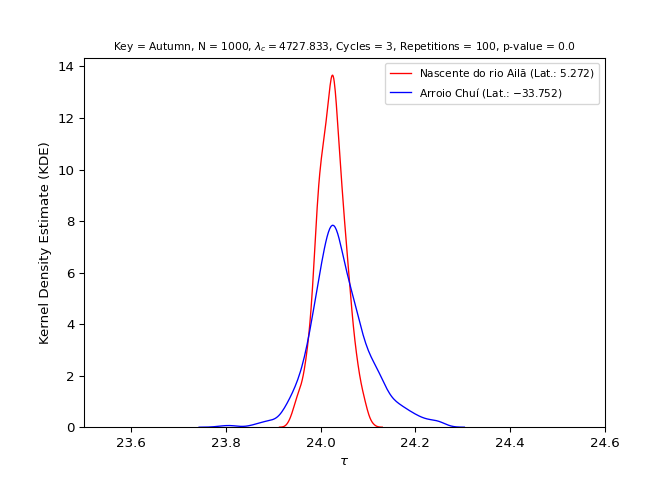 Key = Autumn, N = 1000, λc = 4727.833, Cycles = 3, Repetitions = 100, p-value = 0.0
Nascente do rio Ailã (Lat.: 5.272)
Arroio Chuí (Lat.: −33.752)
Kernel Density Estimate (KDE)
14
12
10
8
6
4
2
0
23.6 23.8 24.0 24.2 24.4 24.6
τ